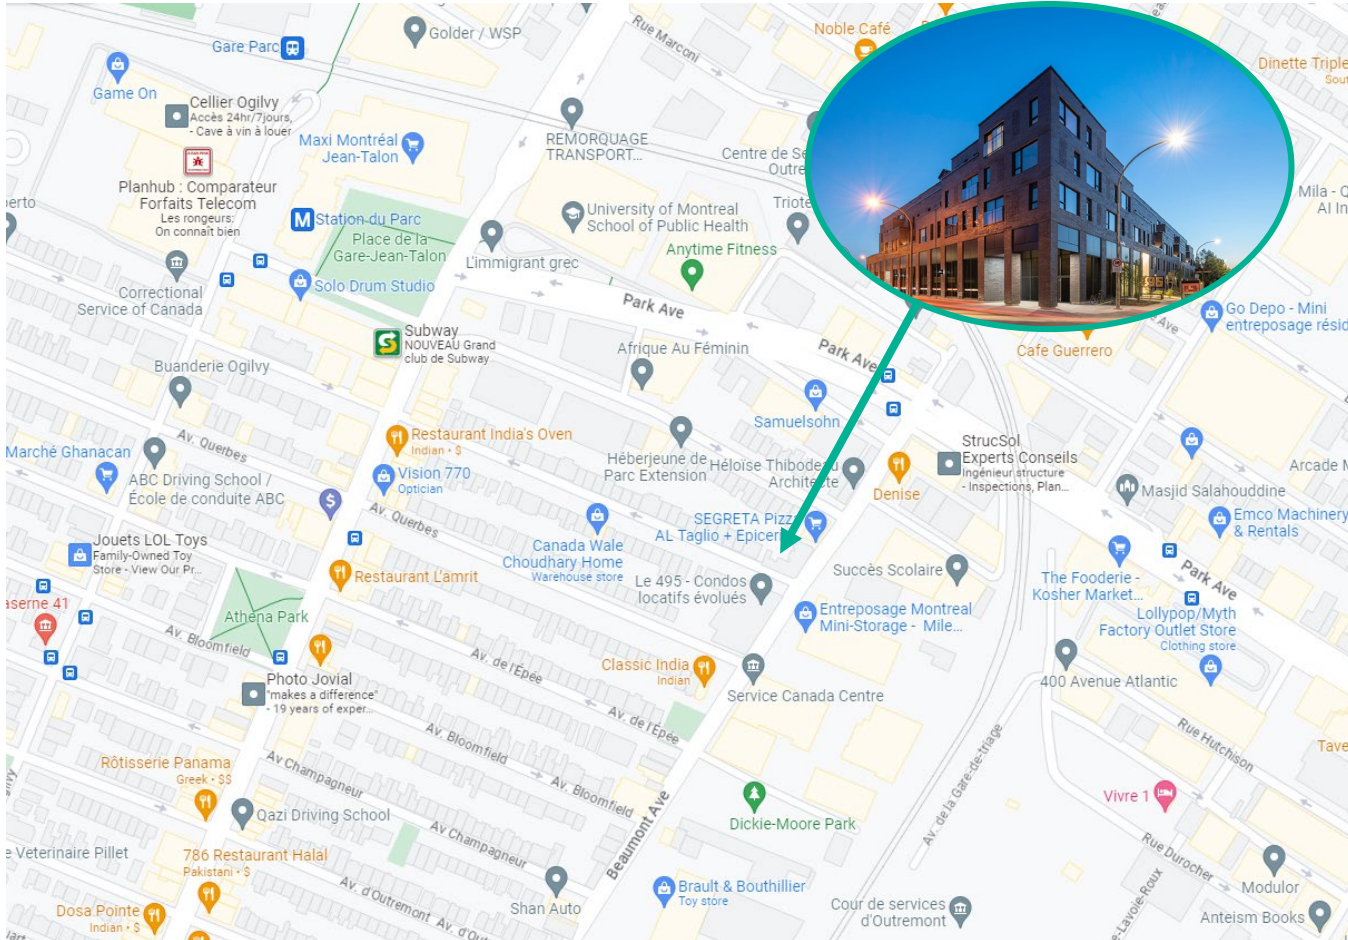 Golder / WSP
Rue Marconi
Noble Café
Gare Parc
Game On
Dinette Triple
Cellier Ogilvy
Accès 24hr/7jours,
- Cave à vin à louer
Maxi Montréal
Jean-Talon
REMORQUAGE
TRANSPORT...
Centre de Se
Outre
Planhub : Comparateur
Forfaits Telecom
Les rongeurs:
On connait bien
Mila - Q
AI In
M
Station du Parc
University of Montreal
School of Public Health
Triote
Place de la
Gare-Jean-Talon
L'immigrant grec
Anytime Fitness
Correctional
Service of Canada
Solo Drum Studio
Park Ave
Go Depo - Mini
entreposage résid
Subway
NOUVEAU Grand
club de Subway
Afrique Au Féminin
Park Ave
Cafe Guerrero
Buanderie Ogilvy
Samuelsohn
Av. Querbes
Restaurant India's Oven
Indian • $
StrucSol
Experts Conseils
Ingénieur structure
- Inspections, Plan...
Marché Ghanacan
ABC Driving School /
École de conduite ABC
Vision 770
Optician
Héberjeune de
Parc Extension
Héloïse Thibodeau
Architecte
Denise
Arcade M
Masjid Salahouddine
$
Av. Querbes
SEGRETA Pizza
AL Taglio + Epicer
Emco Machinery
& Rentals
Jouets LOL Toys
Family-Owned Toy
Store - View Our Pr...
Canada Wale
Choudhary Home
Warehouse store
Restaurant L'amrit
Le 495 - Condos
locatifs évolués
Succès Scolaire
The Fooderie -
Kosher Market...
Park Ave
aserne 41
Athena Park
Entreposage Montreal
Mini-Storage - Mile...
Lollypop/Myth
Factory Outlet Store
Clothing store
Av. Bloomfield
Av. de l'Épée
Classic India
Indian
Photo Jovial
"makes a difference"
- 19 years of exper...
Service Canada Centre
400 Avenue Atlantic
Av. de l'Épée
Rue Hutchison
Av. Bloomfield
Av. de la Gare-de-triage
Tave
Rôtisserie Panama
Greek • $$
Av Champagneur
Av. Bloomfield
Vivre 1
Qazi Driving School
Beaumont Ave
Dickie-Moore Park
Av Champagneur
Rue Durocher
e Veterinaire Pillet
786 Restaurant Halal
Pakistani • $
Av. d'Outremont
Brault & Bouthillier
Toy store
Modulor
Shan Auto
Cour de services
d'Outremont
-Lavoie-Roux
Dosa Pointe
Indian • $
Anteism Books